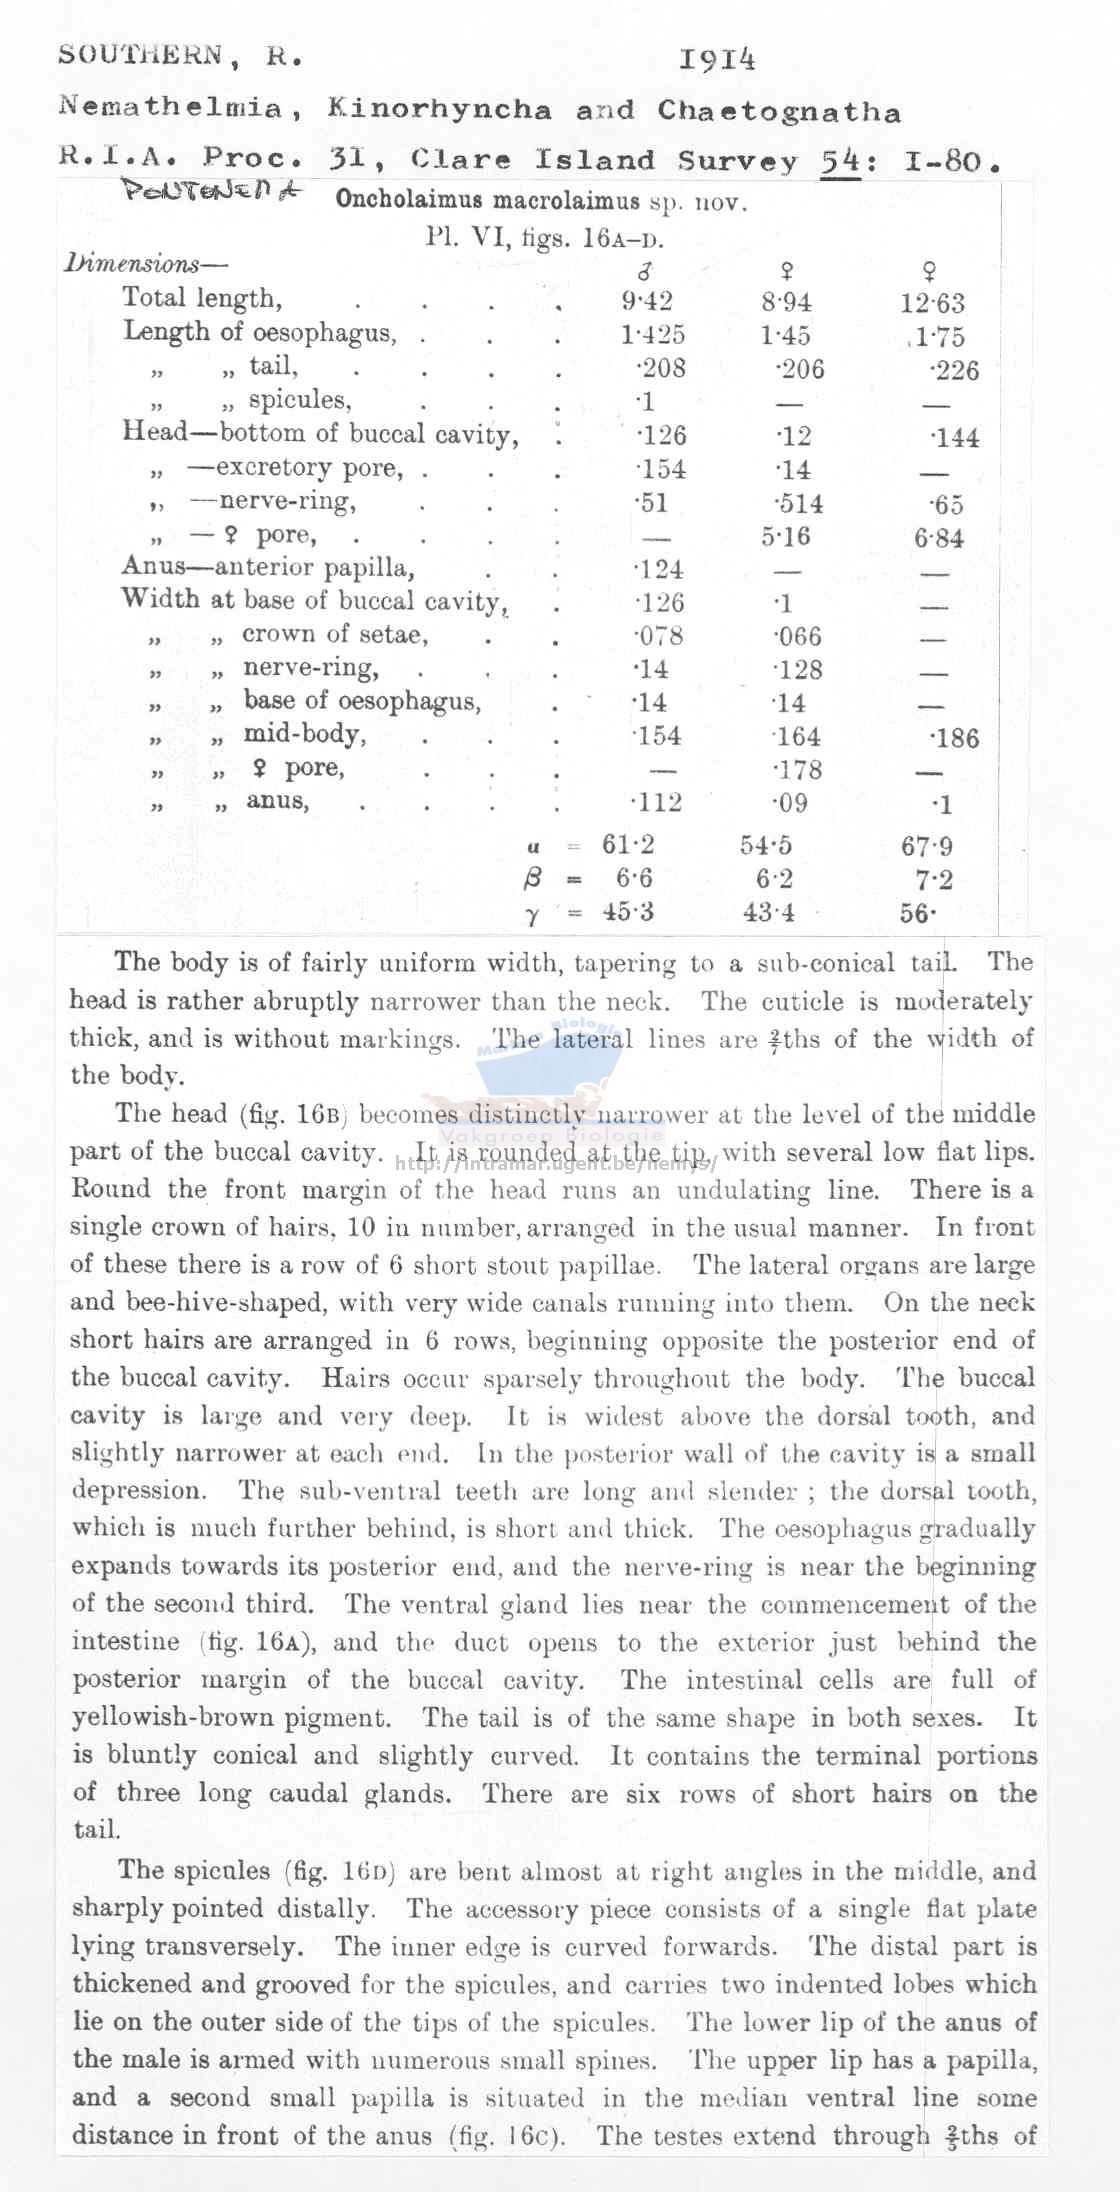 SOUTHERN, R. 1914
Nemathelmia, Kinorhyncha and Chaetognatha
R.I.A. Proc. 31, Clare Island Survey 54: I-80.
PONTONEMA Oncholaimus macrolaimus sp. nov.
Pl. VI, figs. 16A–D.
Dimensions— ♂ ♀ ♀
Total length, . . . . 9·42 8·94 12·63
Length of oesophagus, . . . 1·425 1·45 1·75
„ „ tail, . . . . ·208 ·206 ·226
„ „ spicules, . . . ·1 — —
Head—bottom of buccal cavity, . ·126 ·12 ·144
„ —excretory pore, . . . ·154 ·14 —
„ —nerve-ring, . . . ·51 ·514 ·65
„ —♀ pore, . . . . — 5·16 6·84
Anus—anterior papilla, . . ·124 — —
Width at base of buccal cavity, . ·126 ·1 —
„ „ crown of setae, . . ·078 ·066 —
„ „ nerve-ring, . . . ·14 ·128 —
„ „ base of oesophagus, . ·14 ·14 —
„ „ mid-body, . . . ·154 ·164 ·186
„ „ ♀ pore, . . . — ·178 —
„ „ anus, . . . . ·112 ·09 ·1
α = 61·2 54·5 67·9
β = 6·6 6·2 7·2
γ = 45·3 43·4 56·
The body is of fairly uniform width, tapering to a sub-conical tail. The
head is rather abruptly narrower than the neck. The cuticle is moderately
thick, and is without markings. The lateral lines are 2/7ths of the width of
the body.
The head (fig. 16B) becomes distinctly narrower at the level of the middle
part of the buccal cavity. It is rounded at the tip, with several low flat lips.
Round the front margin of the head runs an undulating line. There is a
single crown of hairs, 10 in number, arranged in the usual manner. In front
of these there is a row of 6 short stout papillae. The lateral organs are large
and bee-hive-shaped, with very wide canals running into them. On the neck
short hairs are arranged in 6 rows, beginning opposite the posterior end of
the buccal cavity. Hairs occur sparsely throughout the body. The buccal
cavity is large and very deep. It is widest above the dorsal tooth, and
slightly narrower at each end. In the posterior wall of the cavity is a small
depression. The sub-ventral teeth are long and slender ; the dorsal tooth,
which is much further behind, is short and thick. The oesophagus gradually
expands towards its posterior end, and the nerve-ring is near the beginning
of the second third. The ventral gland lies near the commencement of the
intestine (fig. 16A), and the duct opens to the exterior just behind the
posterior margin of the buccal cavity. The intestinal cells are full of
yellowish-brown pigment. The tail is of the same shape in both sexes. It
is bluntly conical and slightly curved. It contains the terminal portions
of three long caudal glands. There are six rows of short hairs on the
tail.
The spicules (fig. 16D) are bent almost at right angles in the middle, and
sharply pointed distally. The accessory piece consists of a single flat plate
lying transversely. The inner edge is curved forwards. The distal part is
thickened and grooved for the spicules, and carries two indented lobes which
lie on the outer side of the tips of the spicules. The lower lip of the anus of
the male is armed with numerous small spines. The upper lip has a papilla,
and a second small papilla is situated in the median ventral line some
distance in front of the anus (fig. 16C). The testes extend through ths of
Marine Biologie
Vakgroep Biologie
http://intramar.ugent.be/nemys/